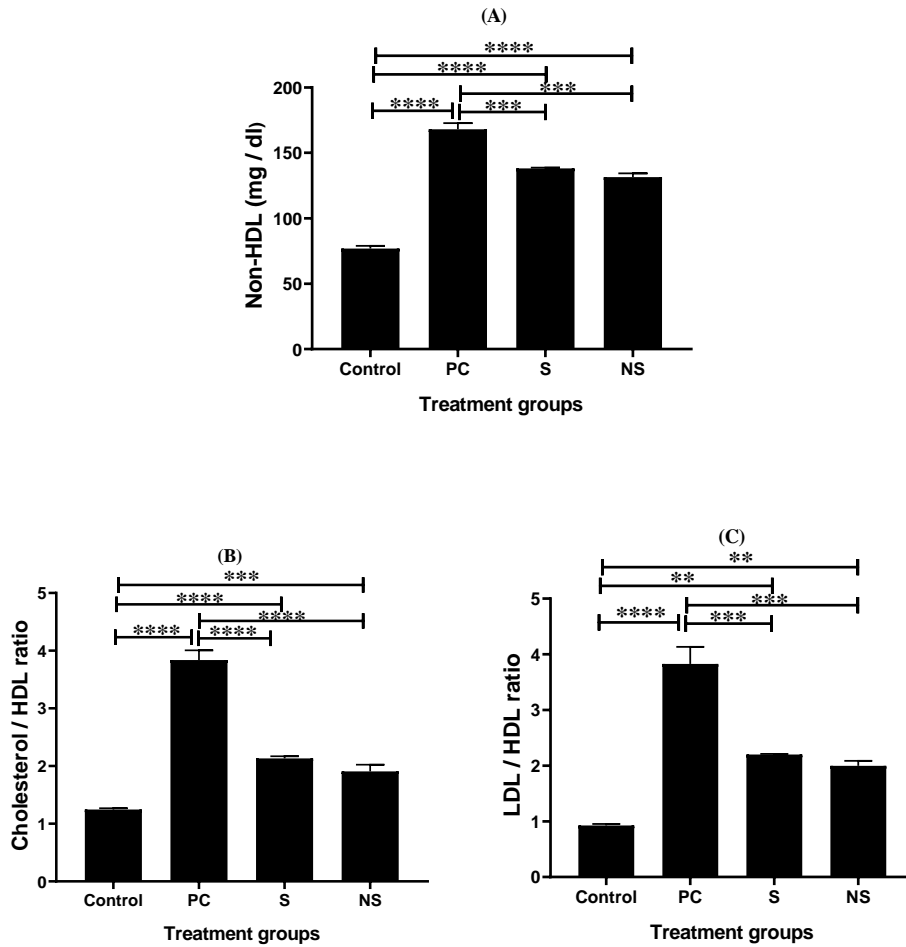 (A)
****
****
***
**** ***
Non-HDL (mg / dl)
200
150
100
50
0
Control PC S NS
Treatment groups
(B)
***
****
****
**** ****
Cholesterol / HDL ratio
5
4
3
2
1
0
Control PC S NS
Treatment groups
(C)
**
**
***
**** ***
LDL / HDL ratio
5
4
3
2
1
0
Control PC S NS
Treatment groups